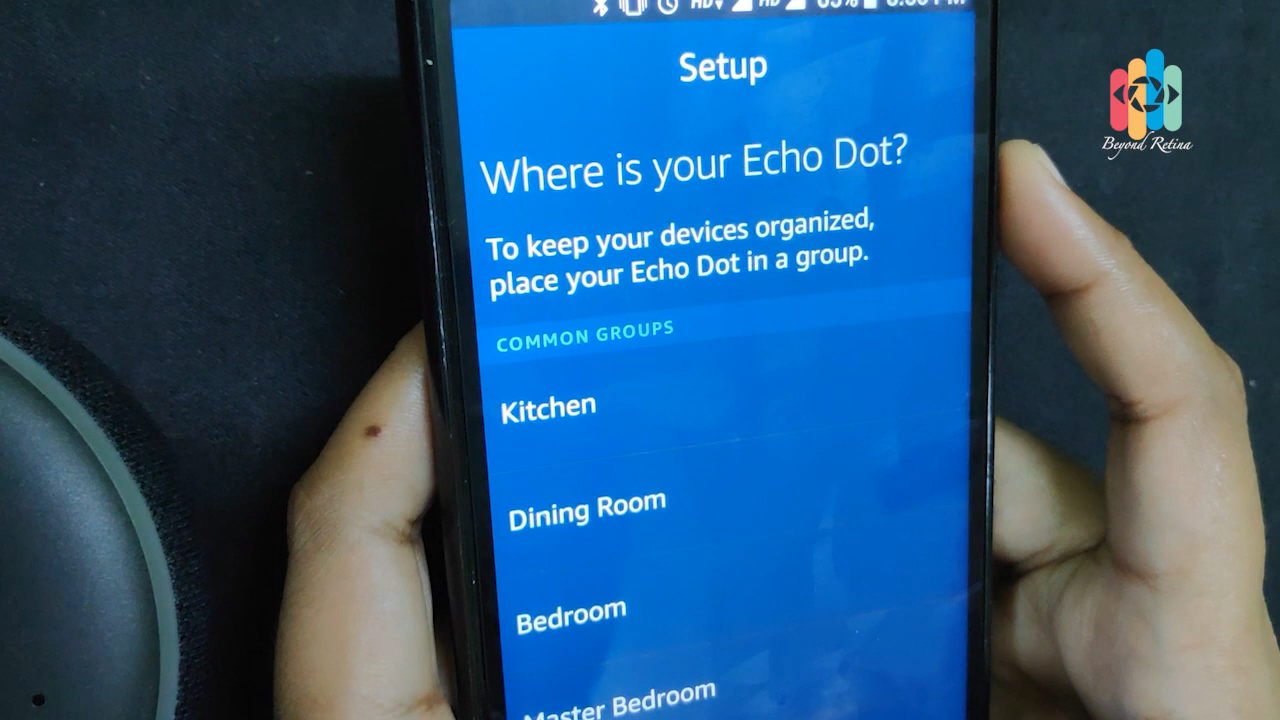 Setup
Where is your Echo Dot?
To keep your devices organized,
place your Echo Dot in a group.
COMMON GROUPS
Kitchen
Dining Room
Bedroom
Master Bedroom
Beyond Retina